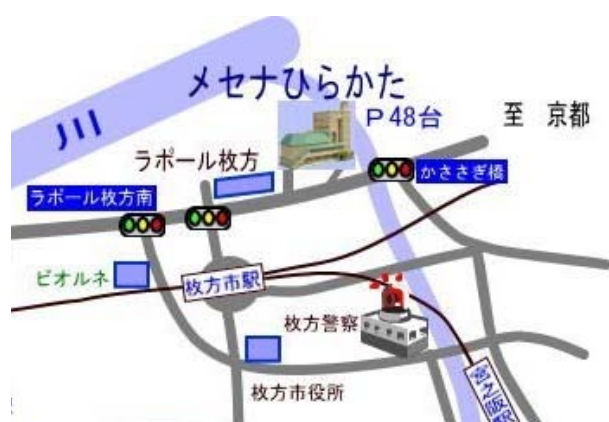 メセナひらかた
P 48台
至 京都
川
ラポール枚方
かささぎ橋
ラポール枚方南
ビオルネ
枚方市駅
枚方警察
宮之阪駅
枚方市役所